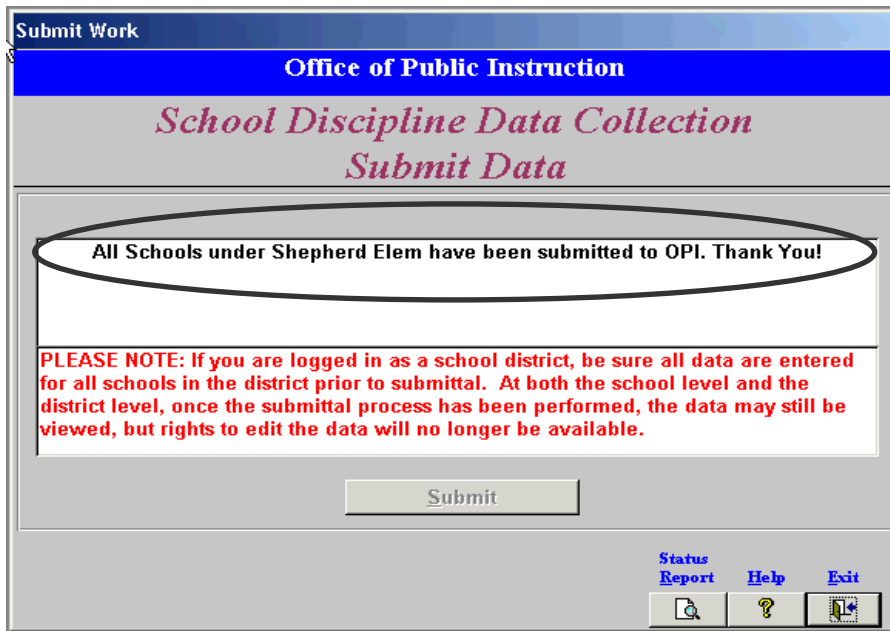 Submit Work
Office of Public Instruction
School Discipline Data Collection
Submit Data
All Schools under Shepherd Elem have been submitted to OPI. Thank You!
PLEASE NOTE: If you are logged in as a school district, be sure all data are entered
for all schools in the district prior to submittal. At both the school level and the
district level, once the submittal process has been performed, the data may still be
viewed, but rights to edit the data will no longer be available.
Submit
Status
Report Help Exit